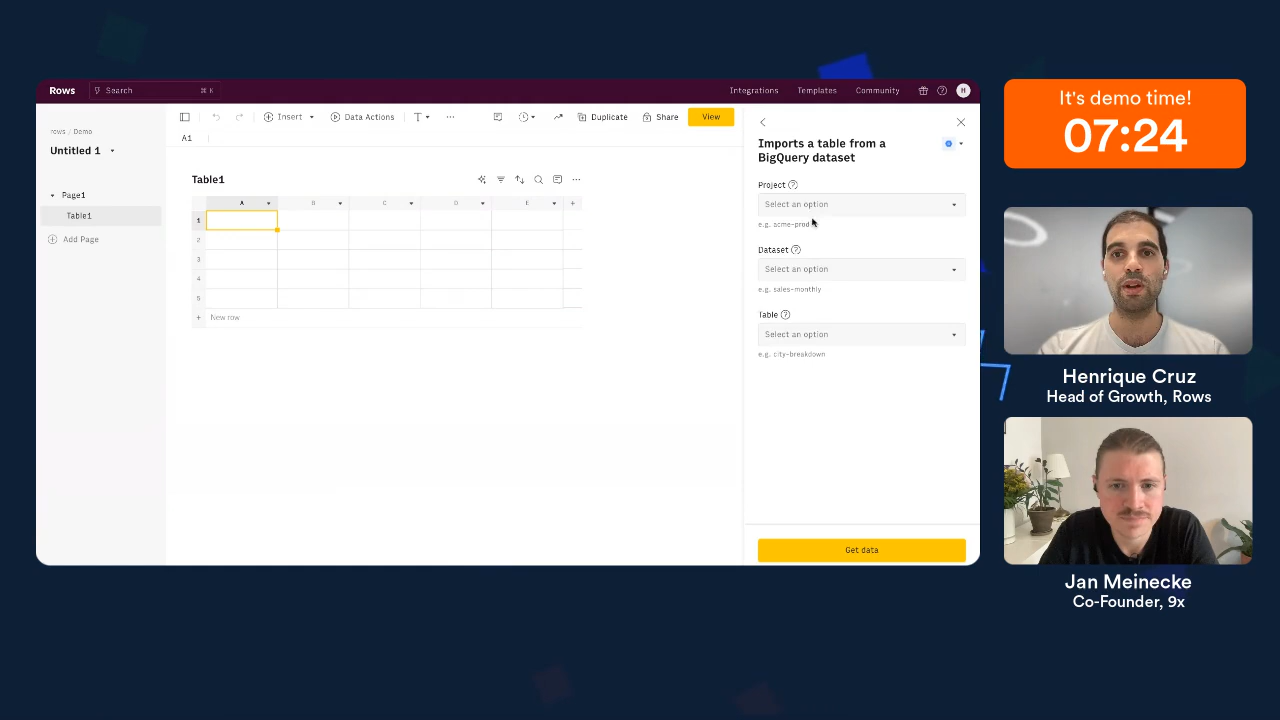 Rows
Search
⌘ K
Integrations
Templates
Community
H
rows / Demo
Untitled 1
Insert
Data Actions
T
Duplicate
Share
View
A1
Page1
Table1
Add Page
Table1
A
B
C
D
E
+
1
2
3
4
5
+ New row
Imports a table from a
BigQuery dataset
Project
Select an option
e.g. acme-prod
Dataset
Select an option
e.g. sales-monthly
Table
Select an option
e.g. city-breakdown
Get data
It's demo time!
07:24
Henrique Cruz
Head of Growth, Rows
Jan Meinecke
Co-Founder, 9x